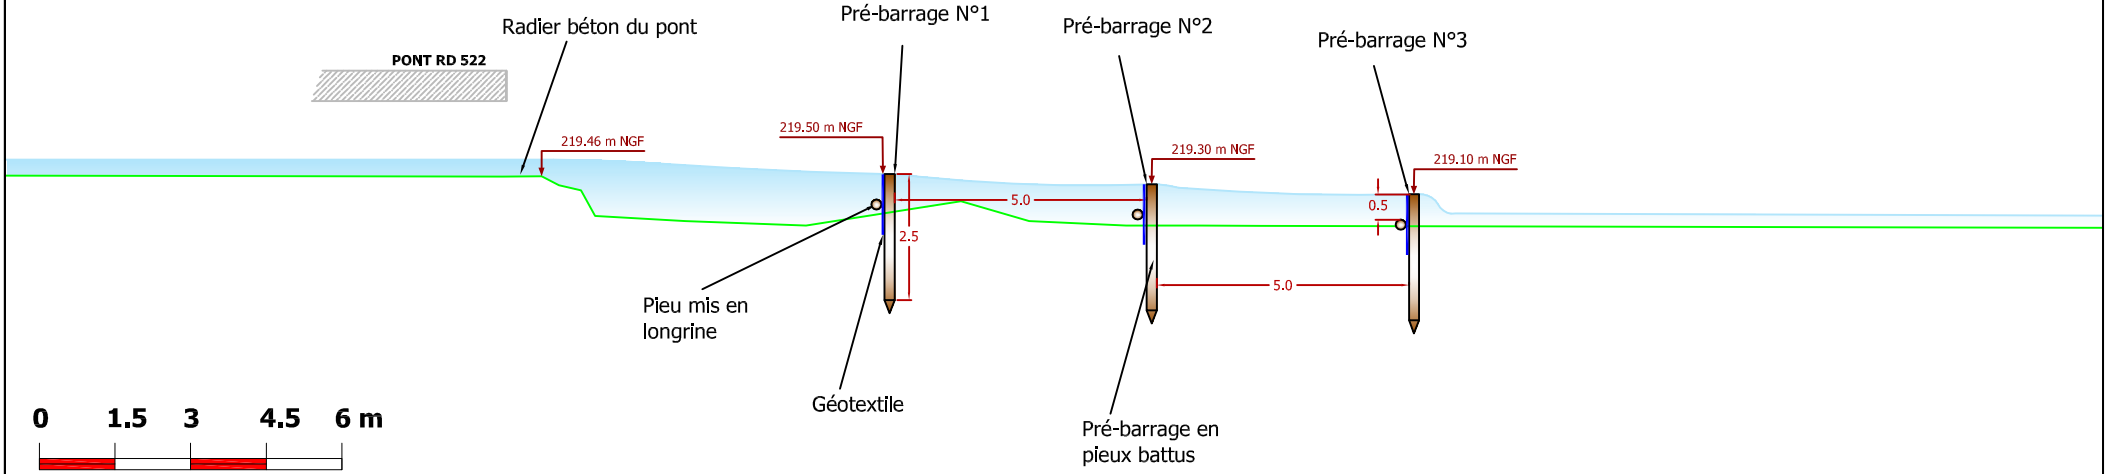 Pré-barrage N°1
Radier béton du pont
Pré-barrage N°2
Pré-barrage N°3
PONT RD 522
219.50 m NGF
219.46 m NGF
219.30 m NGF
219.10 m NGF
5.0
0.5
2.5
5.0
Pieu mis en
longrine
Géotextile
Pré-barrage en
pieux battus
0 1.5 3 4.5 6 m